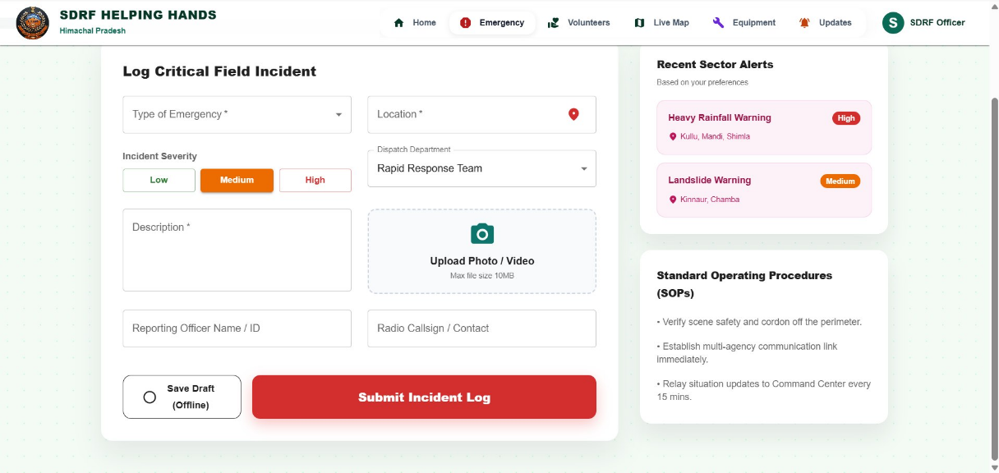 SDRF HELPING HANDS
Himachal Pradesh
Home
Emergency
Volunteers
Live Map
Equipment
Updates
S
SDRF Officer
Log Critical Field Incident
Type of Emergency *
Location *
Incident Severity
Low
Medium
High
Dispatch Department
Rapid Response Team
Description *
Upload Photo / Video
Max file size 10MB
Reporting Officer Name / ID
Radio Callsign / Contact
Save Draft
(Offline)
Submit Incident Log
Recent Sector Alerts
Based on your preferences
Heavy Rainfall Warning
High
Kullu, Mandi, Shimla
Landslide Warning
Medium
Kinnaur, Chamba
Standard Operating Procedures
(SOPs)
• Verify scene safety and cordon off the perimeter.
• Establish multi-agency communication link
immediately.
• Relay situation updates to Command Center every
15 mins.